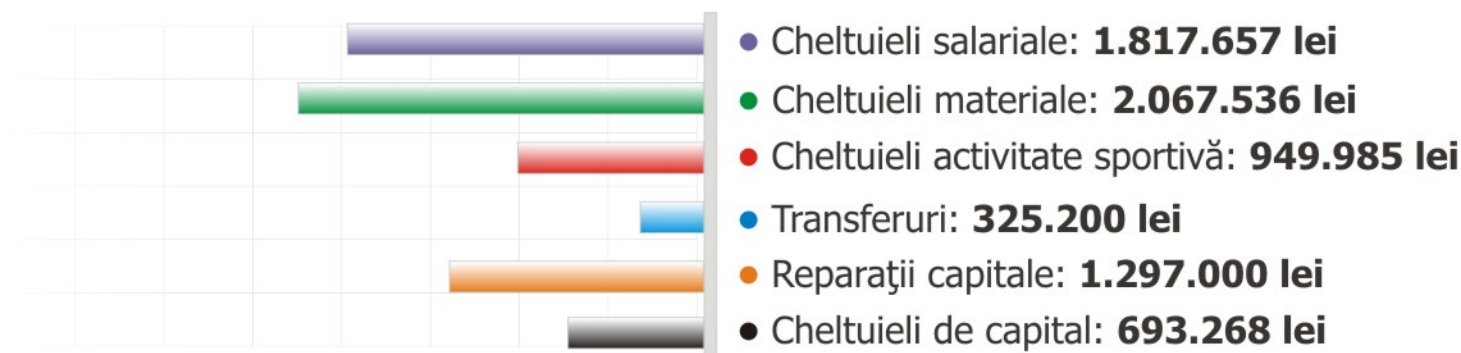 • Cheltuieli salariale: 1.817.657 lei
• Cheltuieli materiale: 2.067.536 lei
• Cheltuieli activitate sportivă: 949.985 lei
• Transferuri: 325.200 lei
• Reparaţii capitale: 1.297.000 lei
• Cheltuieli de capital: 693.268 lei